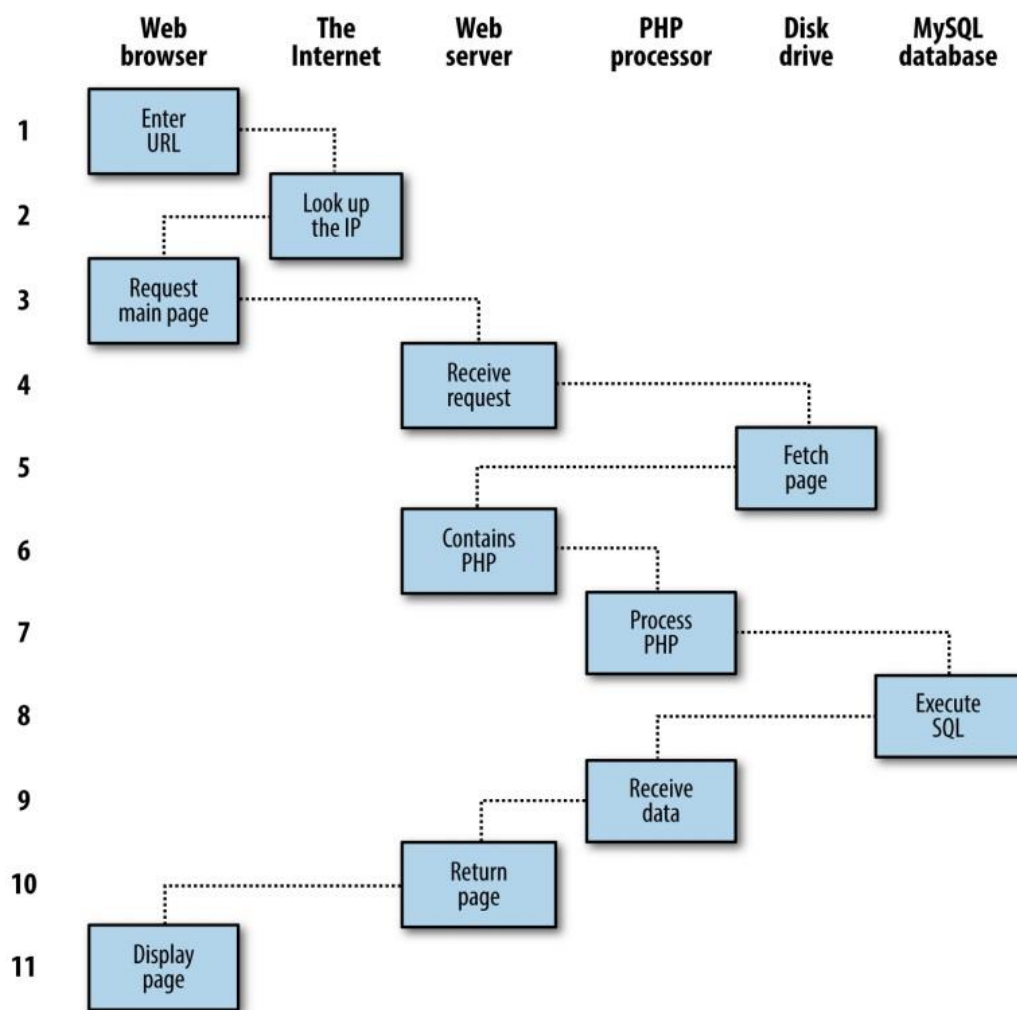 Web
browser
The
Internet
Web
server
PHP
processor
Disk
drive
MySQL
database
1
Enter
URL
2
Look up
the IP
3
Request
main page
4
Receive
request
5
Fetch
page
6
Contains
PHP
7
Process
PHP
8
Execute
SQL
9
Receive
data
10
Return
page
11
Display
page